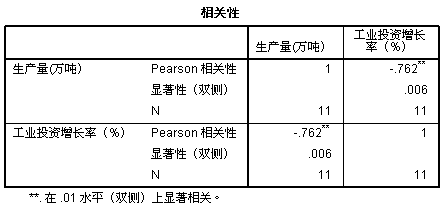 相关性
生产量(万吨) 工业投资增长率（%）
生产量(万吨) Pearson 相关性 1 -.762**
显著性（双侧） .006
N 11 11
工业投资增长率（%） Pearson 相关性 -.762** 1
显著性（双侧） .006
N 11 11
**. 在 .01 水平（双侧）上显著相关。